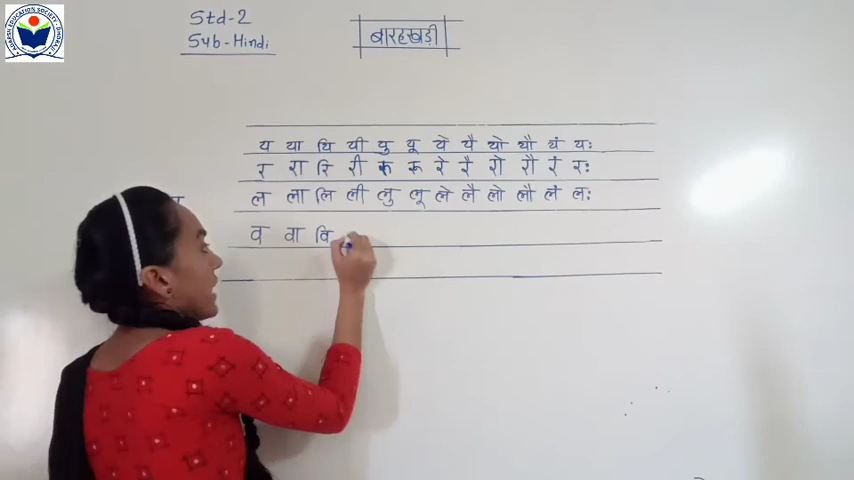 Std-2
Sub-Hindi
बारहखड़ी
य या यि यी यु यू ये यै यो यौ यं यः
र रा रि री रु रू रे रै रो रौ रं रः
ल ला लि ली लु लू ले लै लो लौ लं लः
व वा वि